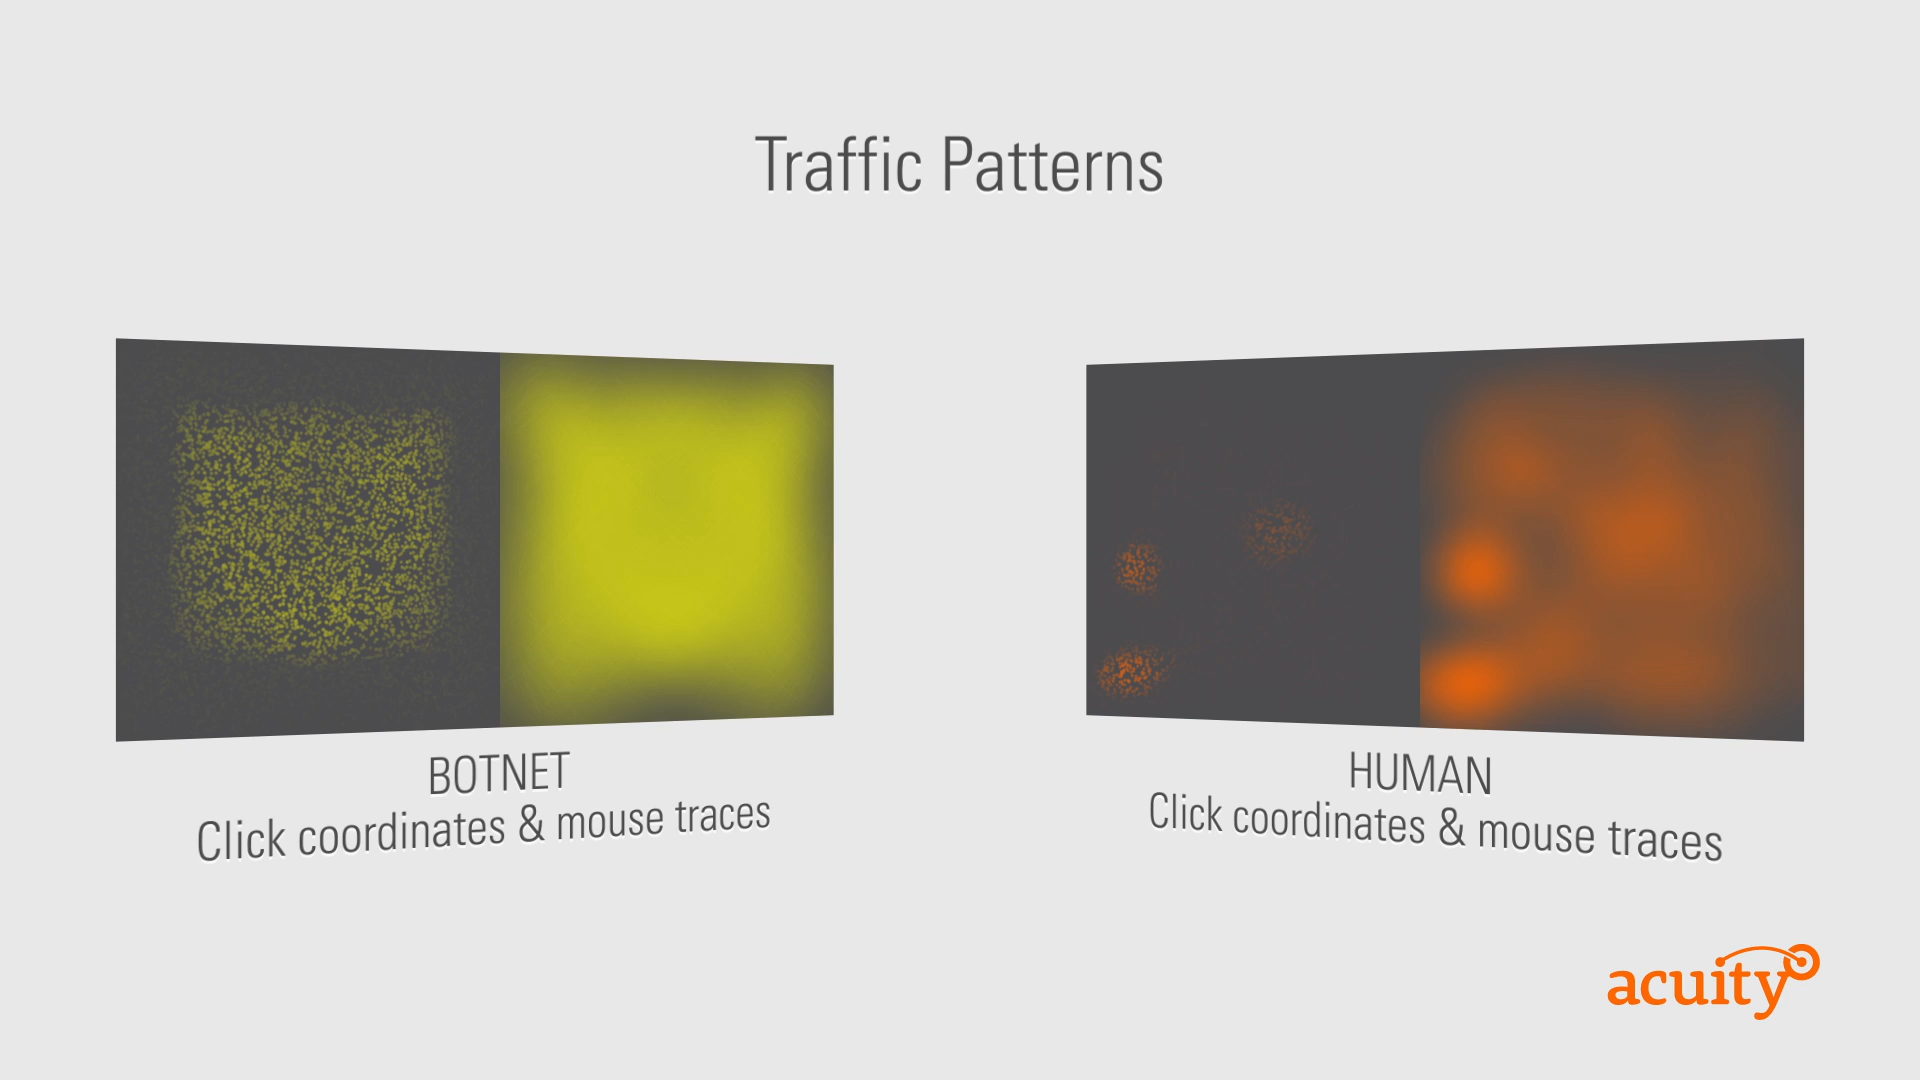 Traffic Patterns
BOTNET
Click coordinates & mouse traces
HUMAN
Click coordinates & mouse traces
acuity